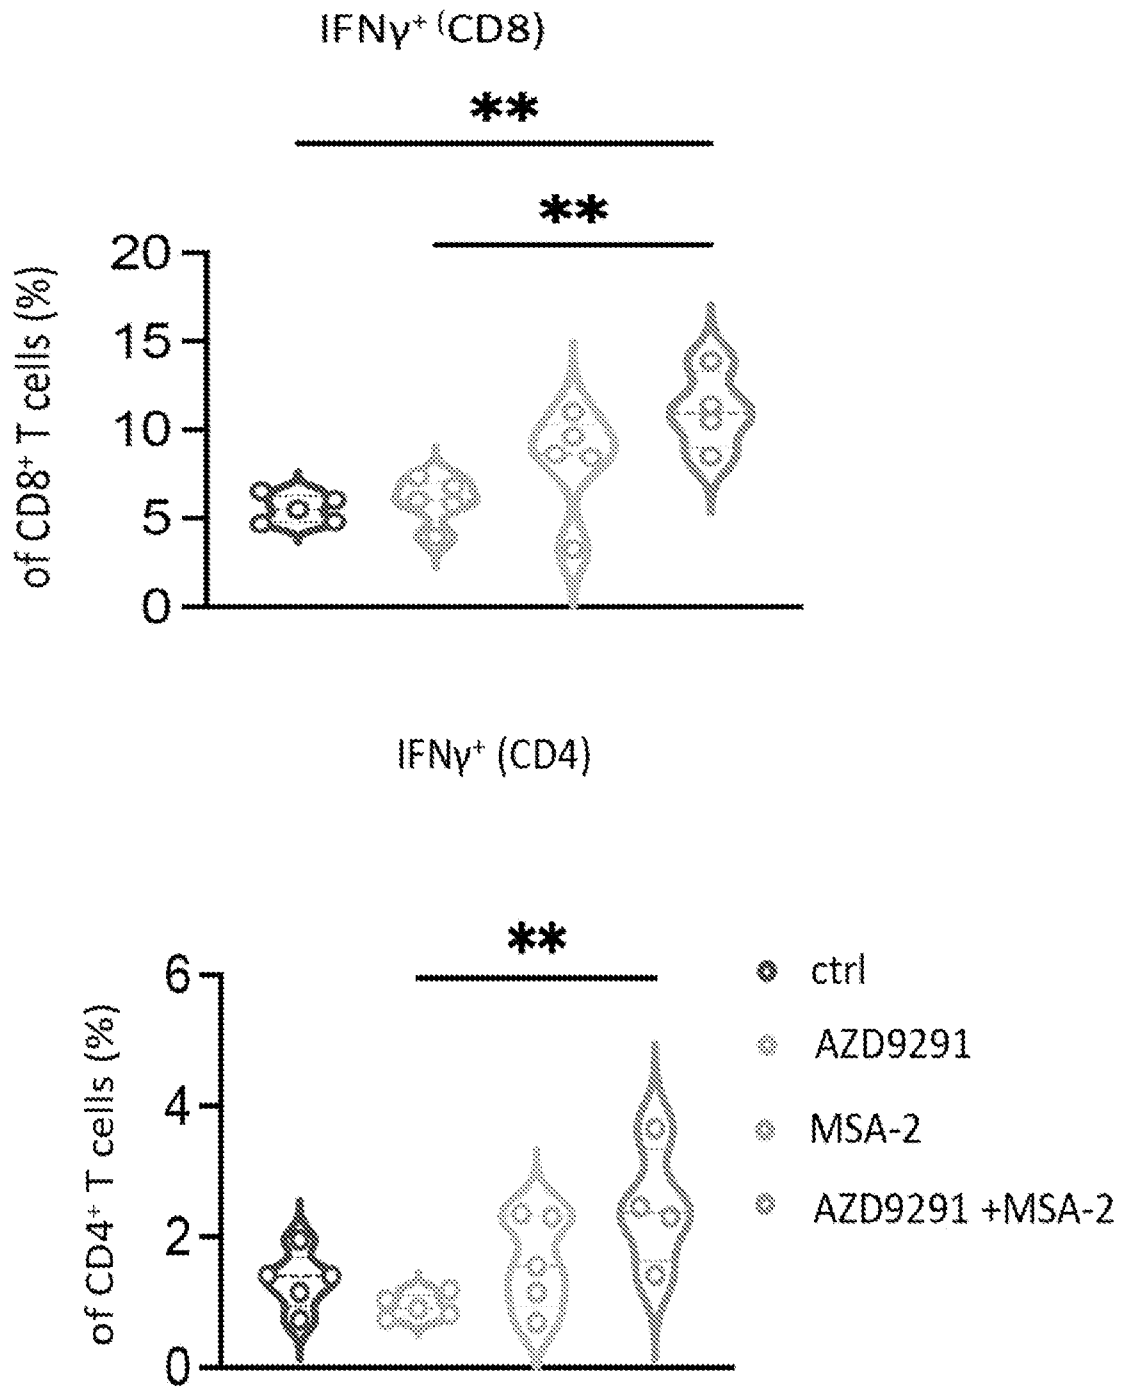 IFNγ⁺ ⁽CD8)
**
**
of CD8⁺ T cells (%)
20
15
10
5
0
IFNγ⁺ (CD4)
**
of CD4⁺ T cells (%)
6
4
2
0
ctrl
AZD9291
MSA-2
AZD9291 +MSA-2